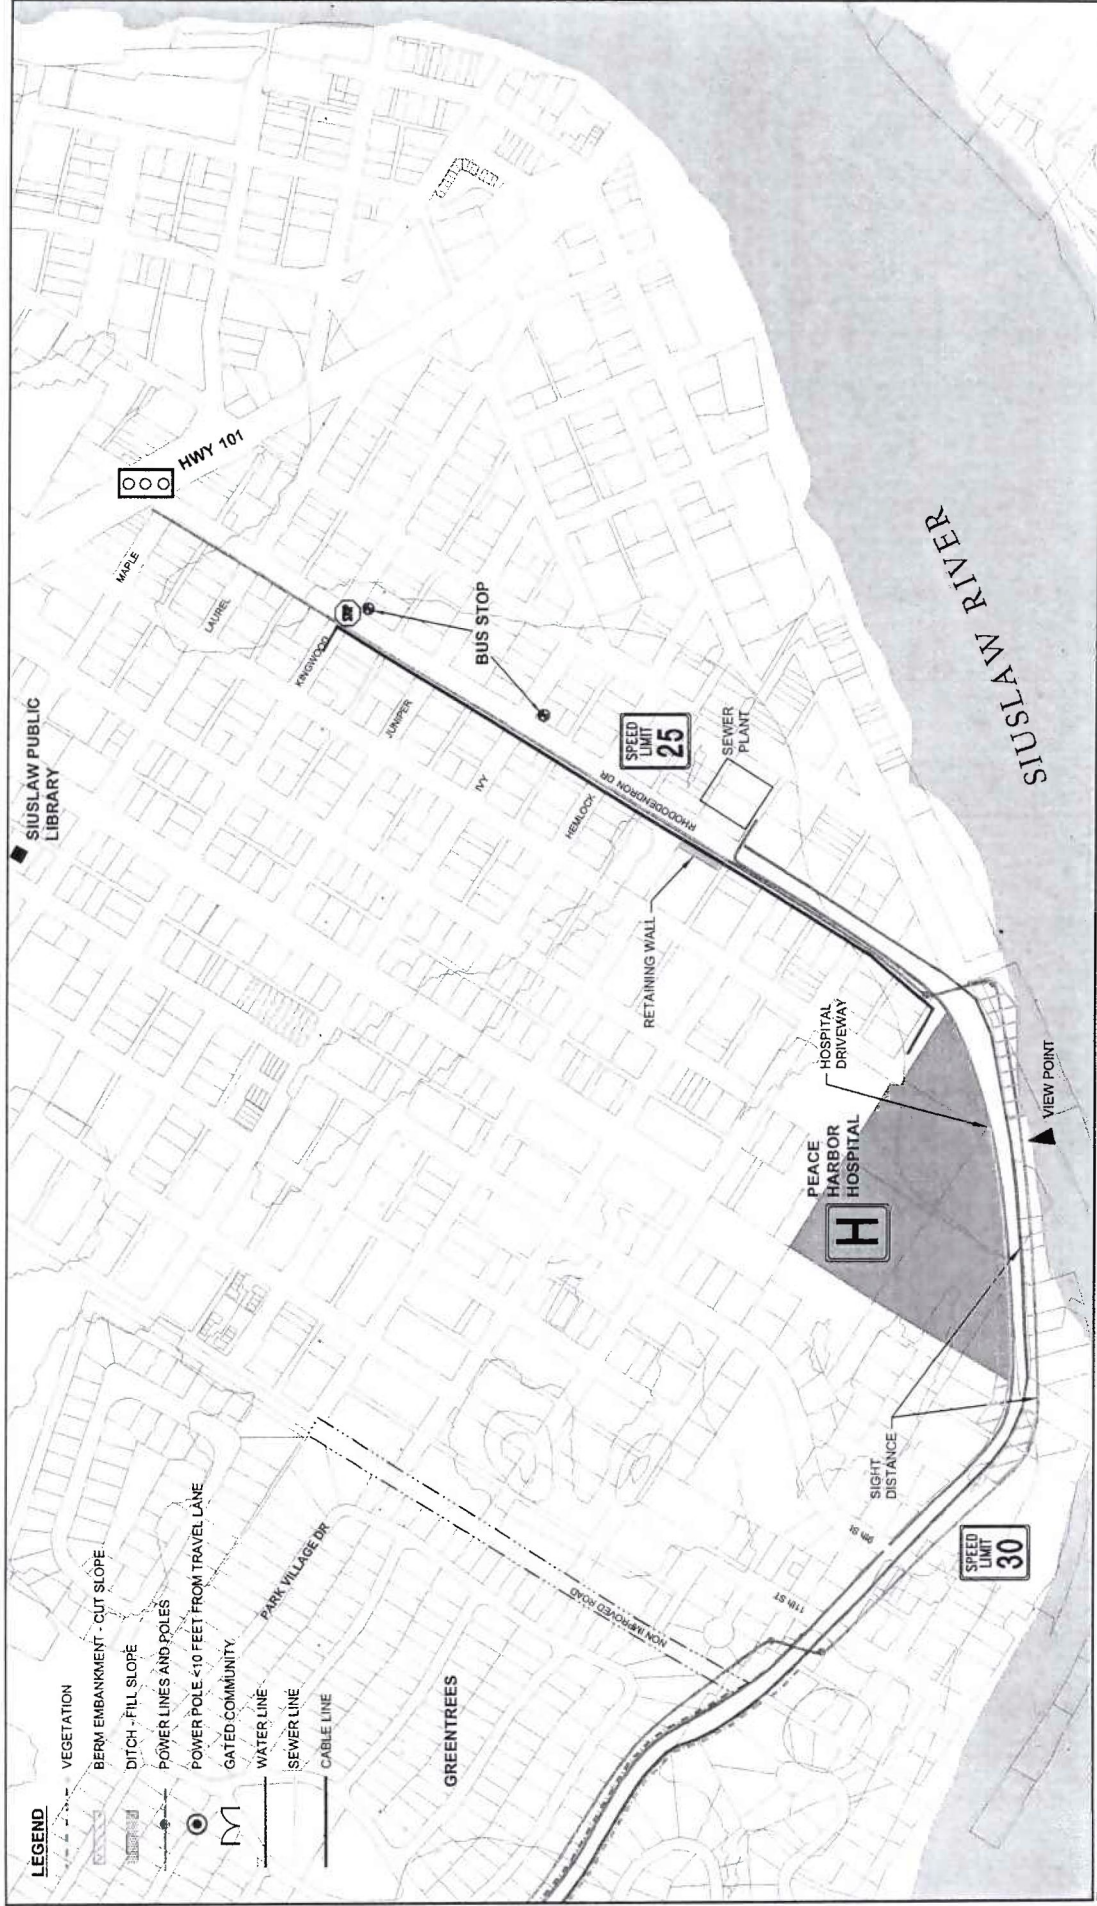 LEGEND
VEGETATION
BERM EMBANKMENT - CUT SLOPE
DITCH - FILL SLOPE
POWER LINES AND POLES
POWER POLE <10 FEET FROM TRAVEL LANE
GATED COMMUNITY
WATER LINE
SEWER LINE
CABLE LINE
PARK VILLAGE DR
GREENTREES
NON IMPROVED ROAD
11th ST
9th St
SPEED
LIMIT
30
SIGHT
DISTANCE
H
PEACE
HARBOR
HOSPITAL
HOSPITAL
DRIVEWAY
VIEW POINT
RETAINING WALL
SIUSLAW PUBLIC
LIBRARY
HEMLOCK
IVY
JUNIPER
KINGWOOD
LAUREL
MAPLE
RHODODENDRON DR
SEWER
PLANT
SPEED
LIMIT
25
BUS STOP
STOP
HWY 101
SIUSLAW RIVER